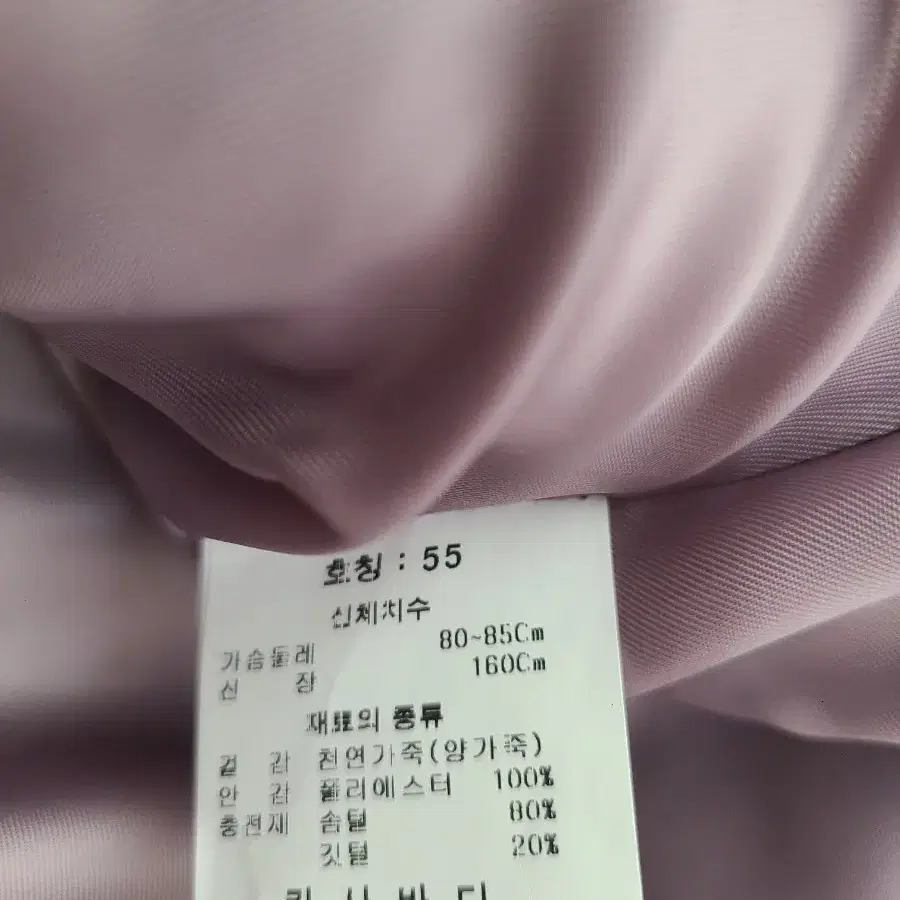 호칭 : 55
신체치수
가슴둘레 80~85Cm
신 장 160Cm
재료의 종류
겉 감 천연가죽(양가죽)
안 감 폴리에스터 100%
충전재 솜털 80%
깃털 20%